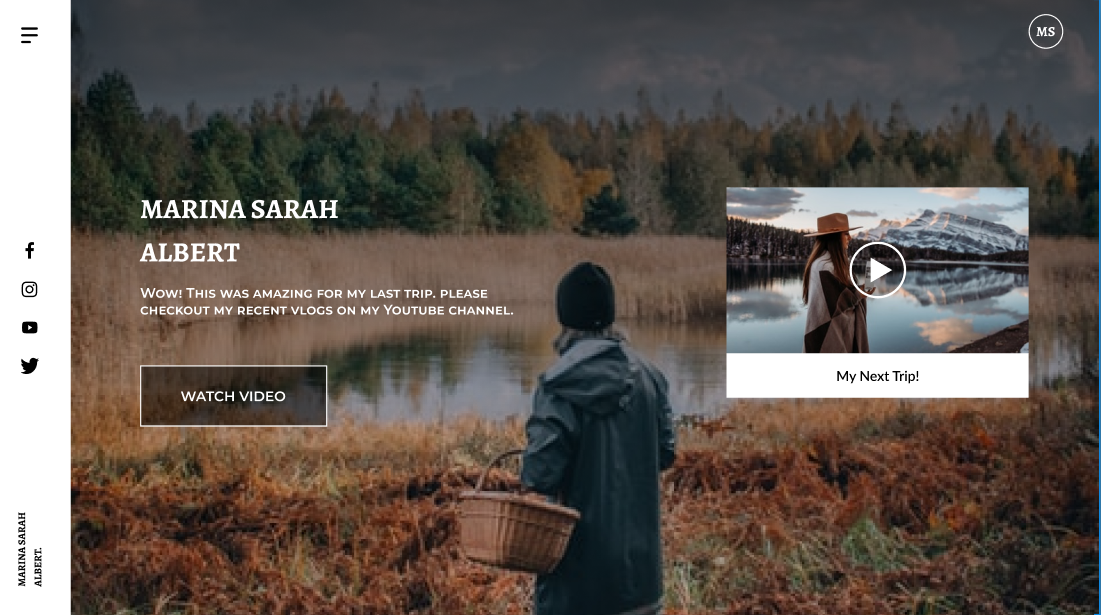 MS
MARINA SARAH
ALBERT
WOW! THIS WAS AMAZING FOR MY LAST TRIP. PLEASE
CHECKOUT MY RECENT VLOGS ON MY YOUTUBE CHANNEL.
WATCH VIDEO
My Next Trip!
MARINA SARAH
ALBERT.